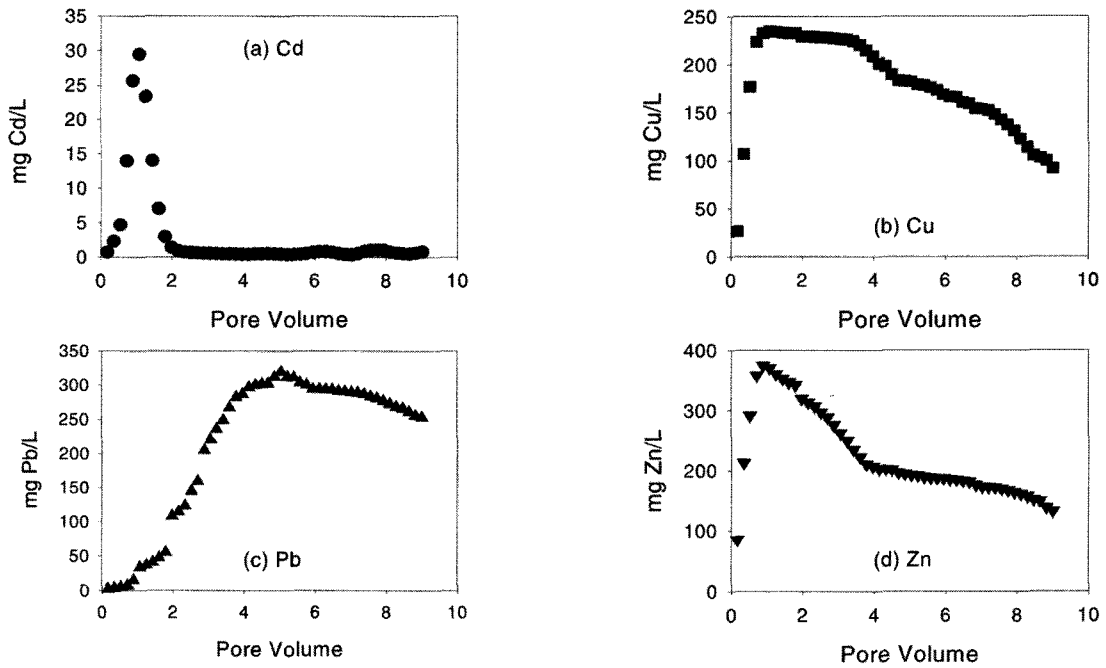 35
30
25
20
15
10
5
0
mg Cd/L
(a) Cd
0 2 4 6 8 10
Pore Volume
250
200
150
100
50
0
mg Cu/L
(b) Cu
0 2 4 6 8 10
Pore Volume
350
300
250
200
150
100
50
0
mg Pb/L
(c) Pb
0 2 4 6 8 10
Pore Volume
400
300
200
100
0
mg Zn/L
(d) Zn
0 2 4 6 8 10
Pore Volume